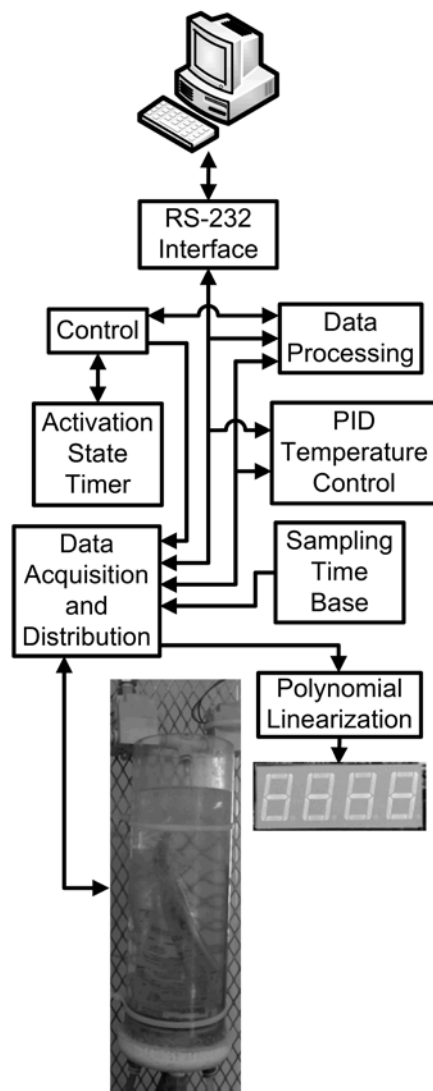 RS-232
Interface
Control
Data
Processing
Activation
State
Timer
PID
Temperature
Control
Data
Acquisition
and
Distribution
Sampling
Time
Base
Polynomial
Linearization
8888